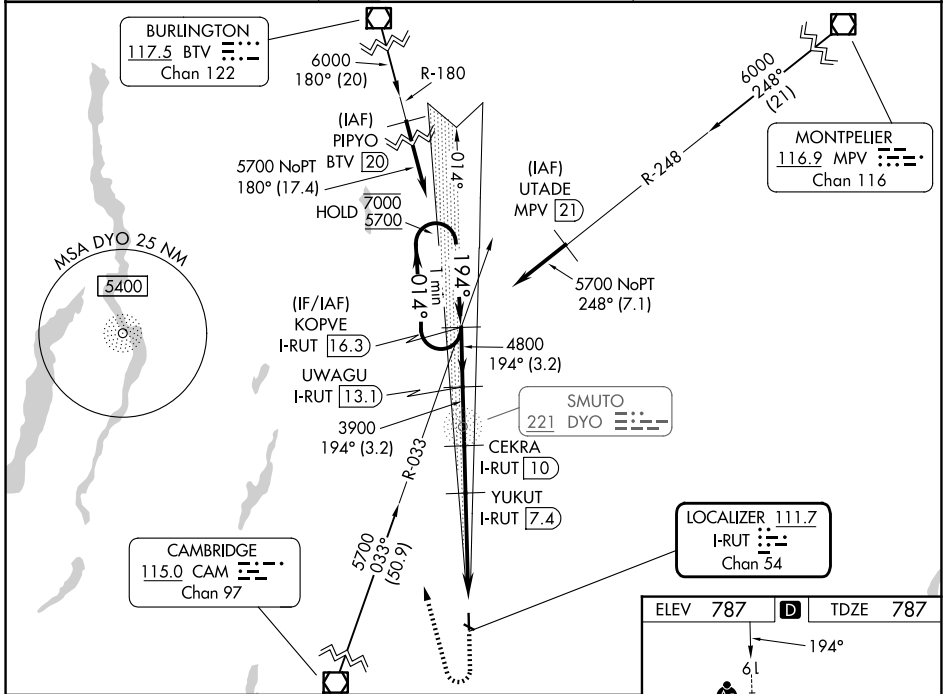 BURLINGTON
117.5 BTV
Chan 122
6000
180° (20)
R-180
(IAF)
PIPYO
BTV 20
5700 NoPT
180° (17.4)
HOLD 7000
5700
014°
6000
248°
(21)
R-248
MONTPELIER
116.9 MPV
Chan 116
(IAF)
UTADE
MPV 21
5700 NoPT
248° (7.1)
MSA DYO 25 NM
5400
014°
1 min
194°
(IF/IAF)
KOPVE
I-RUT 16.3
4800
194° (3.2)
UWAGU
I-RUT 13.1
3900
194° (3.2)
R-033
SMUTO
221 DYO
CEKRA
I-RUT 10
YUKUT
I-RUT 7.4
5700
033°
(50.9)
CAMBRIDGE
115.0 CAM
Chan 97
LOCALIZER 111.7
I-RUT
Chan 54
ELEV 787 D TDZE 787
194°
19